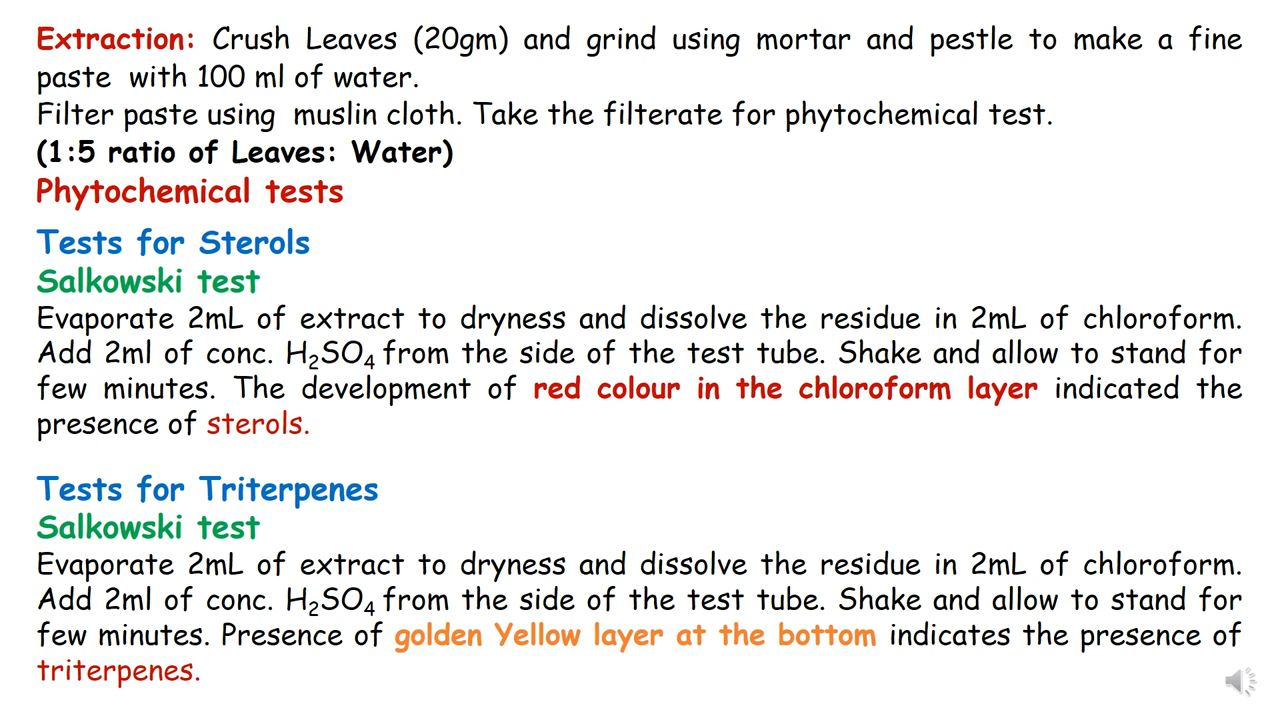 Extraction: Crush Leaves (20gm) and grind using mortar and pestle to make a fine
paste with 100 ml of water.
Filter paste using muslin cloth. Take the filterate for phytochemical test.
(1:5 ratio of Leaves: Water)
Phytochemical tests
Tests for Sterols
Salkowski test
Evaporate 2mL of extract to dryness and dissolve the residue in 2mL of chloroform.
Add 2ml of conc. H₂SO₄ from the side of the test tube. Shake and allow to stand for
few minutes. The development of red colour in the chloroform layer indicated the
presence of sterols.
Tests for Triterpenes
Salkowski test
Evaporate 2mL of extract to dryness and dissolve the residue in 2mL of chloroform.
Add 2ml of conc. H₂SO₄ from the side of the test tube. Shake and allow to stand for
few minutes. Presence of golden Yellow layer at the bottom indicates the presence of
triterpenes.